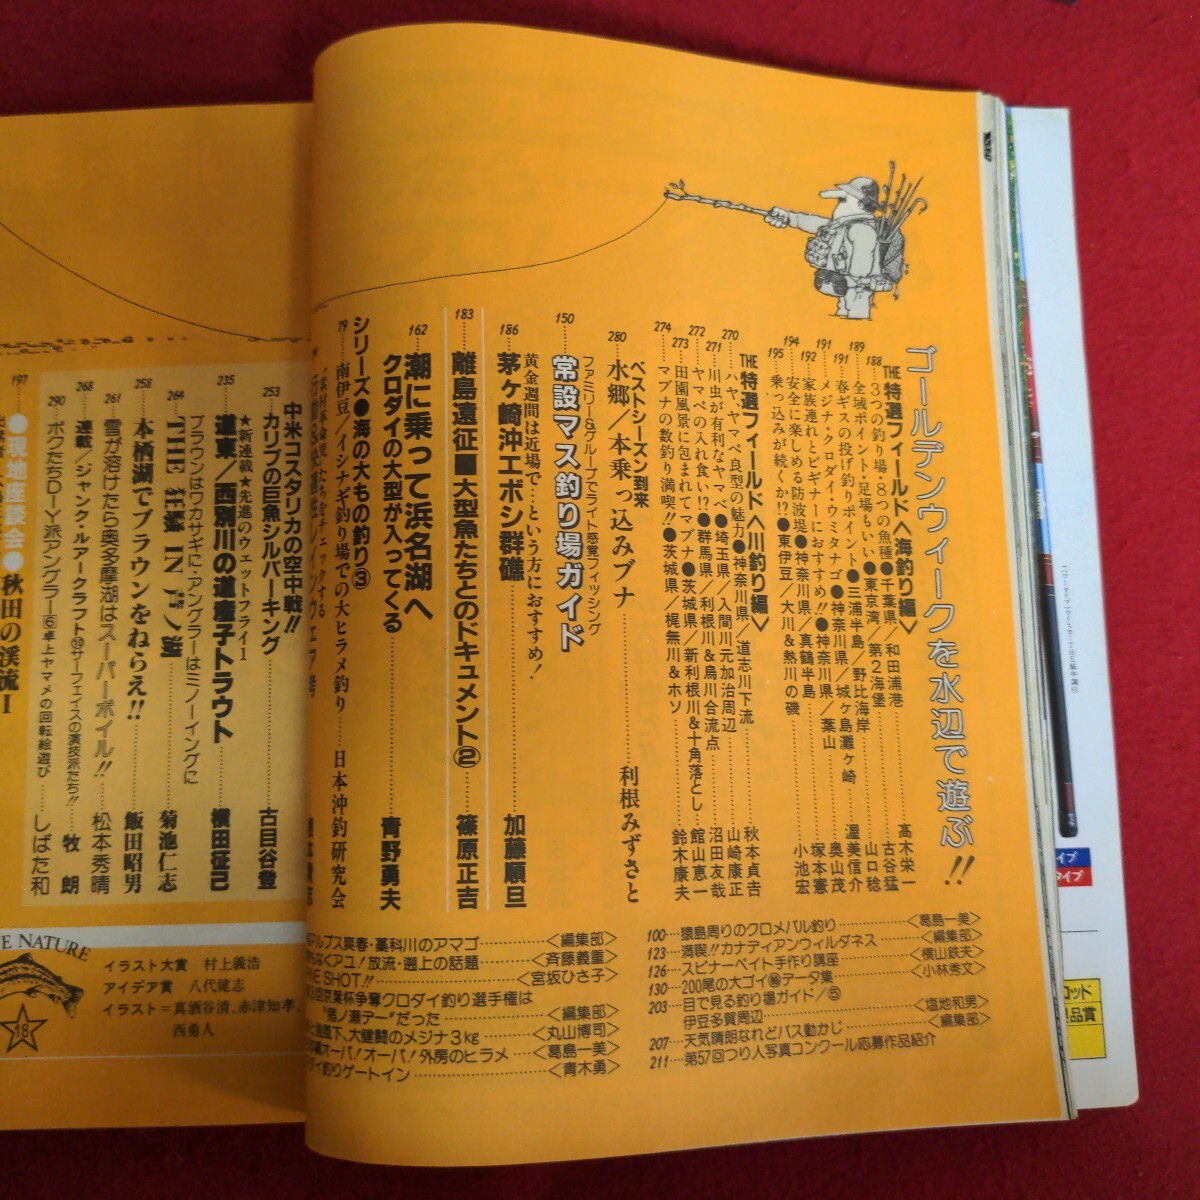 ゴールデンウィークを水辺で遊ぶ!!
THE 特選フィールド〈海釣り編〉
188 3つの釣り場・8つの魚種●千葉県/和田浦港 高木栄一
189 全域ポイント・足場もいい●東京湾/第2海堡 古谷猛
191 春ギスの投げ釣りポイント●三浦半島/野比海岸 山口稔
191 メジナ・クロダイ・ウミタナゴ●神奈川県/城ヶ島灘ヶ崎 渥美信介
192 家族連れとビギナーにおすすめ!!●神奈川県/葉山 奥山茂
194 安全に楽しめる防波堤●神奈川県/真鶴半島 塚本憲
195 乗っ込みが続くか!?●東伊豆/大川&熱川の磯 小池宏
THE 特選フィールド〈川釣り編〉
270 ハヤ、ヤマベ良型の魅力●神奈川県/道志川下流 秋本貞吉
271 川虫が有利なヤマベ●埼玉県/入間川元加治周辺 山崎康正
272 ヤマベの入れ食い!?●群馬県/利根川&烏川合流点 沼田友哉
273 田園風景に包まれてマブナ●茨城県/新利根川&十角落とし 館山恵一
274 マブナの数釣り満喫!!●茨城県/梶無川&ホソ 鈴木康夫
ベストシーズン到来
280 水郷/本乗っ込みブナ 利根みずさと
ファミリー&グループでライト感覚フィッシング
150 常設マス釣り場ガイド
黄金週間は近場で…という方におすすめ!
186 茅ヶ崎沖エボシ群礁 加藤順旦
183 離島遠征■大型魚たちとのドキュメント② 篠原正吉
162 潮に乗って浜名湖へ
クロダイの大型が入ってくる 青野勇夫
シリーズ●海の大もの釣り③
79 南伊豆/イシナギ釣り場での大ヒラメ釣り 日本沖釣研究会
100 猿島周りのクロメバル釣り 〈葛島一美〉
123 満喫!!カナディアンウィルダネス 〈編集部〉
126 スピナーベイト手作り講座 〈横山鉄夫〉
130 200尾の大ゴイ㊙データ集 〈小林秀文〉
203 目で見る釣り場ガイド/⑤
伊豆多賀周辺 〈塩地和男〉
207 天気晴朗なれどバス動かじ 〈編集部〉
211 第57回つり人写真コンクール応募作品紹介
アルプス爽春・藁科川のアマゴ 〈編集部〉
なくアユ!放流・遡上の話題 〈斉藤義重〉
SHOT!! 〈宮坂ひさ子〉
回京葉杯争奪クロダイ釣り選手権は
"竜ノ瀬デー"だった 〈編集部〉
風下、大健闘のメジナ3kg 〈丸山博司〉
オーパ!オーパ!外房のヒラメ 〈葛島一美〉
釣りゲートイン 〈青木勇〉
253 中米コスタリカの空中戦!!
カリブの巨魚シルバーキング 古目谷豊
★新連載★先進のウェットフライ1
235 道東/西別川の道産子トラウト 横田征己
ブラウンはワカサギに・アングラーはミノーイングに
264 THE 狂熱 IN 芦ノ湖 菊池仁志
258 本栖湖でブラウンをねらえ!! 飯田昭男
261 雪が溶けたら奥多摩湖はスーパーボイル!! 松本秀晴
268 連載/ジャンク・ルアークラフト⑩サーフェイスの演技派たち!! 牧朗
290 ボクたちD-Y派アングラー⑥卓上ヤマメの回転絵遊び しばた和
197 ●現地座談会● 秋田の渓流I
NATURE
18
イラスト大賞 村上義浩
アイデア賞 八代健志
イラスト=真酒谷清、赤津知孝、
西勇人
イプ
タイプ
ロッド
品賞